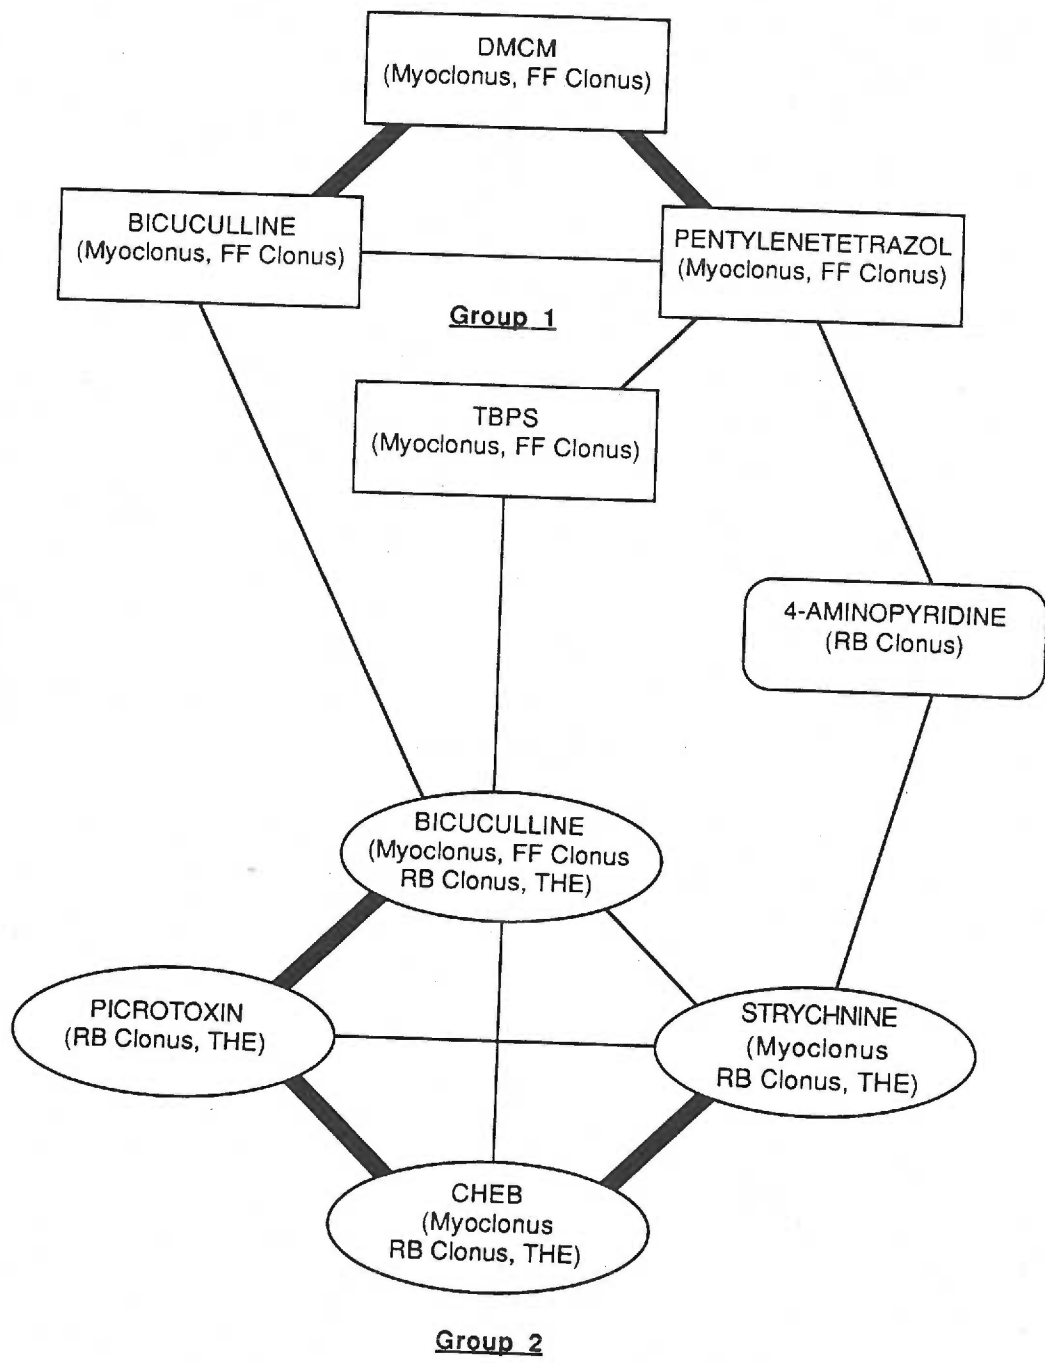 DMCM
(Myoclonus, FF Clonus)
BICUCULLINE
(Myoclonus, FF Clonus)
PENTYLENETETRAZOL
(Myoclonus, FF Clonus)
Group 1
TBPS
(Myoclonus, FF Clonus)
4-AMINOPYRIDINE
(RB Clonus)
BICUCULLINE
(Myoclonus, FF Clonus
RB Clonus, THE)
PICROTOXIN
(RB Clonus, THE)
STRYCHNINE
(Myoclonus
RB Clonus, THE)
CHEB
(Myoclonus
RB Clonus, THE)
Group 2